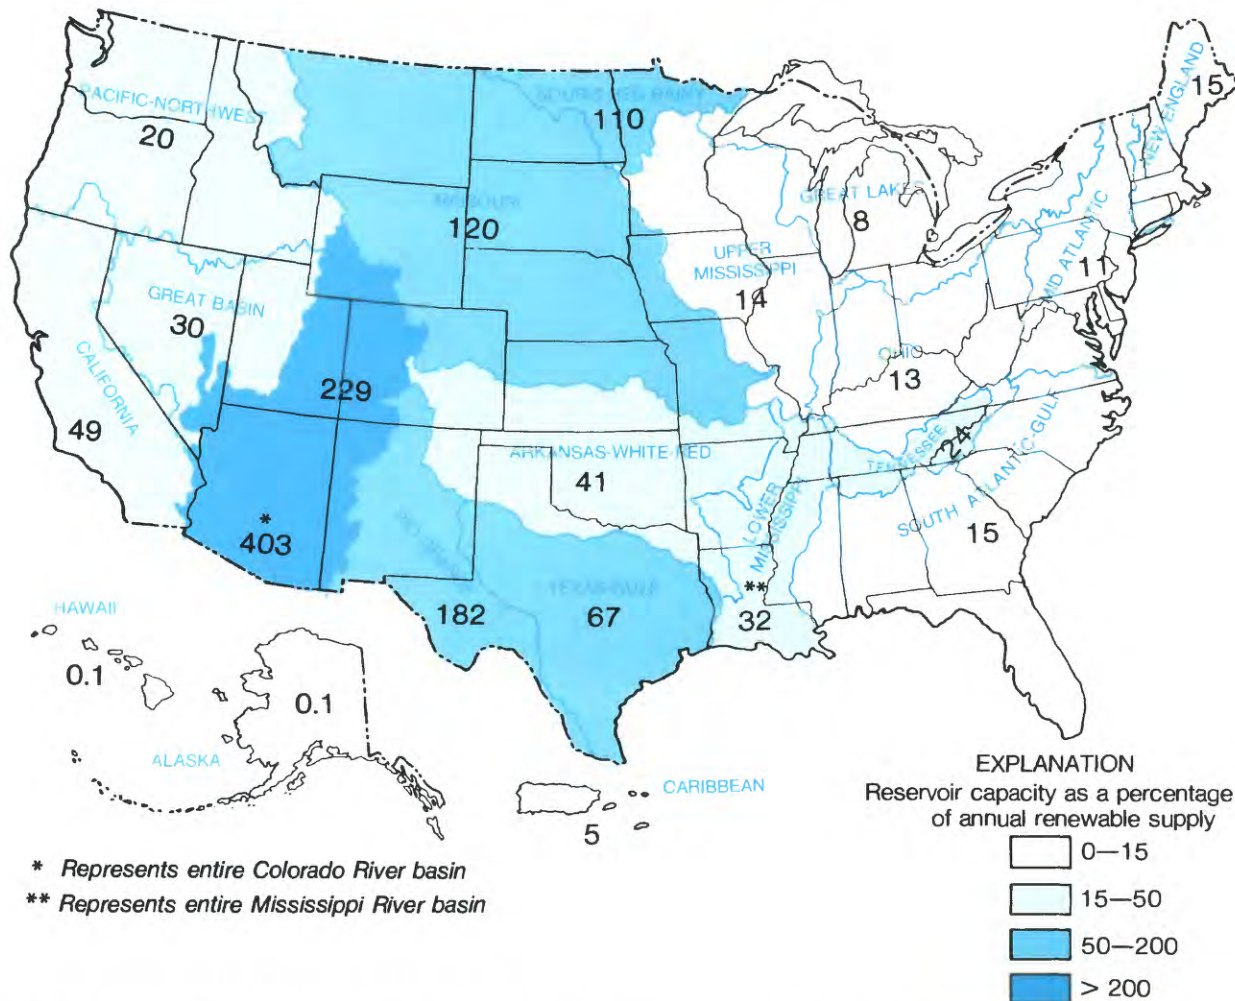 PACIFIC-NORTHWEST
20
SOURIS-RED-RAINY
110
NEW ENGLAND
15
MISSOURI
120
GREAT LAKES
8
UPPER
MISSISSIPPI
14
MID ATLANTIC
11
GREAT BASIN
30
OHIO
13
CALIFORNIA
49
229
ARKANSAS-WHITE-RED
41
TENNESSEE
24
LOWER
MISSISSIPPI
SOUTH ATLANTIC-GULF
15
*
403
RIO GRANDE
182
TEXAS-GULF
67
**
32
HAWAII
0.1
0.1
ALASKA
CARIBBEAN
5
* Represents entire Colorado River basin
** Represents entire Mississippi River basin
EXPLANATION
Reservoir capacity as a percentage
of annual renewable supply
0—15
15—50
50—200
> 200